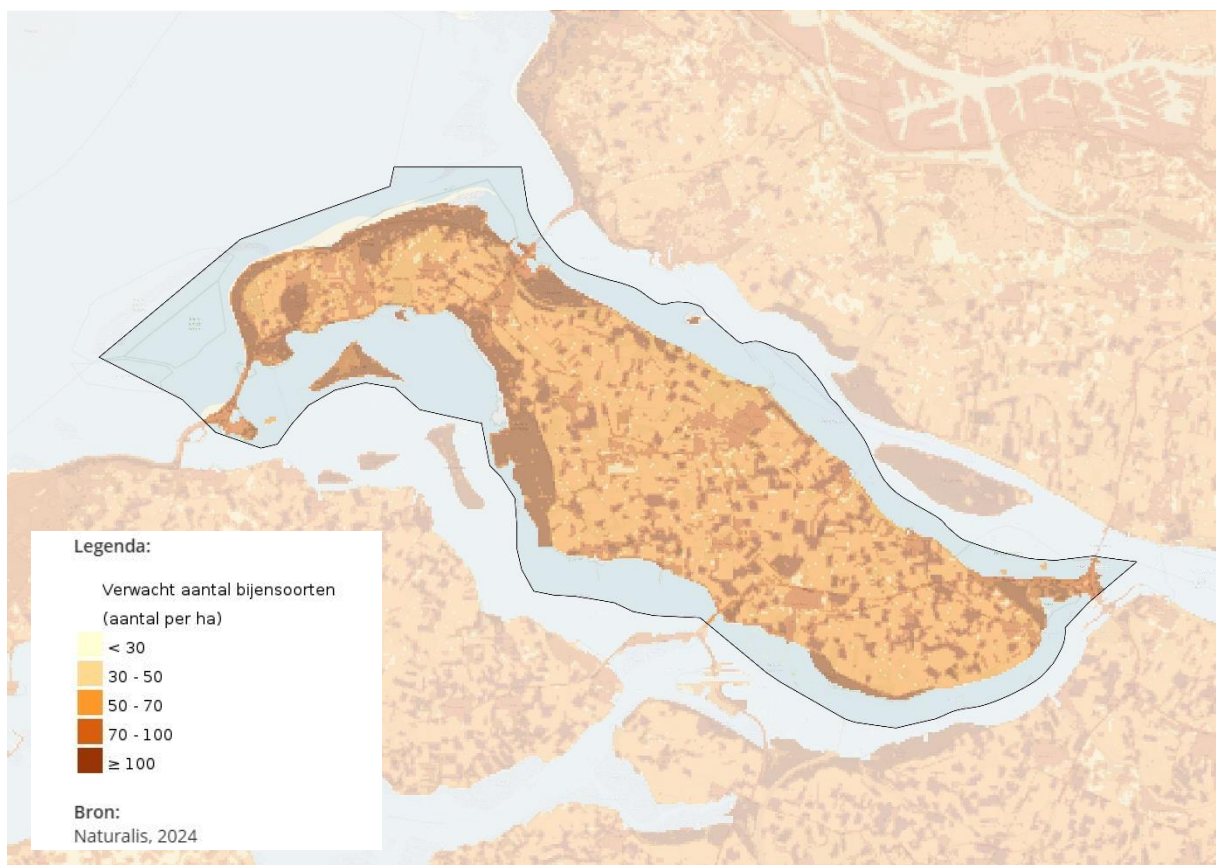 Legenda:
Verwacht aantal bijensoorten
(aantal per ha)
< 30
30 - 50
50 - 70
70 - 100
≥ 100
Bron:
Naturalis, 2024